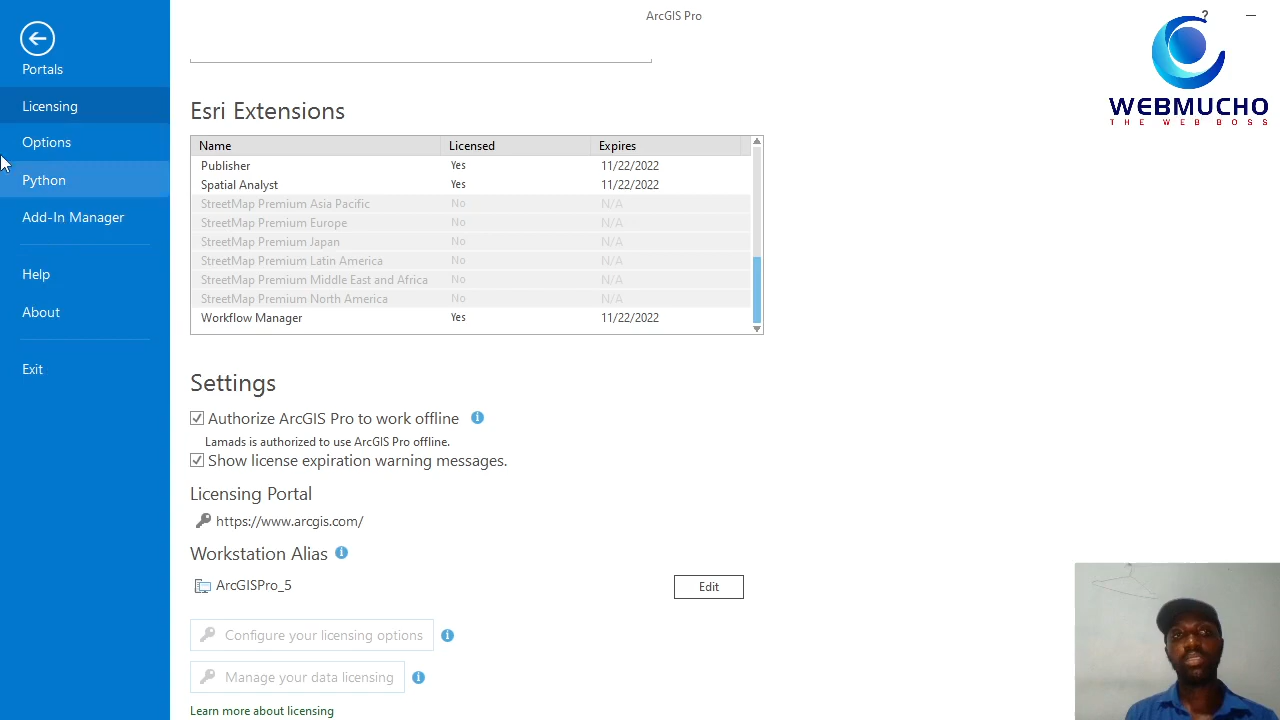 ArcGIS Pro
?
WEBMUCHO
THE WEB BOSS
Portals
Licensing
Options
Python
Add-In Manager
Help
About
Exit
Esri Extensions
Name Licensed Expires
Publisher Yes 11/22/2022
Spatial Analyst Yes 11/22/2022
StreetMap Premium Asia Pacific No N/A
StreetMap Premium Europe No N/A
StreetMap Premium Japan No N/A
StreetMap Premium Latin America No N/A
StreetMap Premium Middle East and Africa No N/A
StreetMap Premium North America No N/A
Workflow Manager Yes 11/22/2022
Settings
Authorize ArcGIS Pro to work offline
Lamads is authorized to use ArcGIS Pro offline.
Show license expiration warning messages.
Licensing Portal
https://www.arcgis.com/
Workstation Alias
ArcGISPro_5
Edit
Configure your licensing options
Manage your data licensing
Learn more about licensing